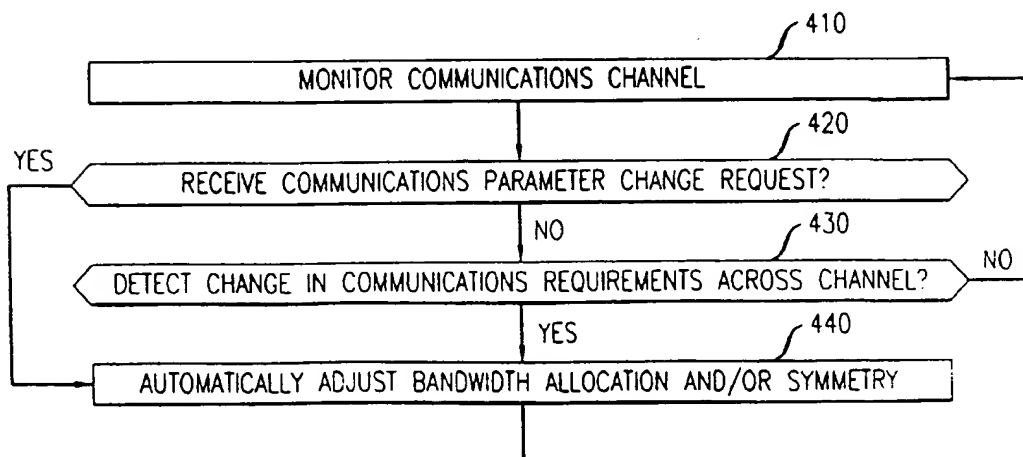 410
MONITOR COMMUNICATIONS CHANNEL
420
YES
RECEIVE COMMUNICATIONS PARAMETER CHANGE REQUEST?
NO
430
DETECT CHANGE IN COMMUNICATIONS REQUIREMENTS ACROSS CHANNEL?
NO
YES
440
AUTOMATICALLY ADJUST BANDWIDTH ALLOCATION AND/OR SYMMETRY